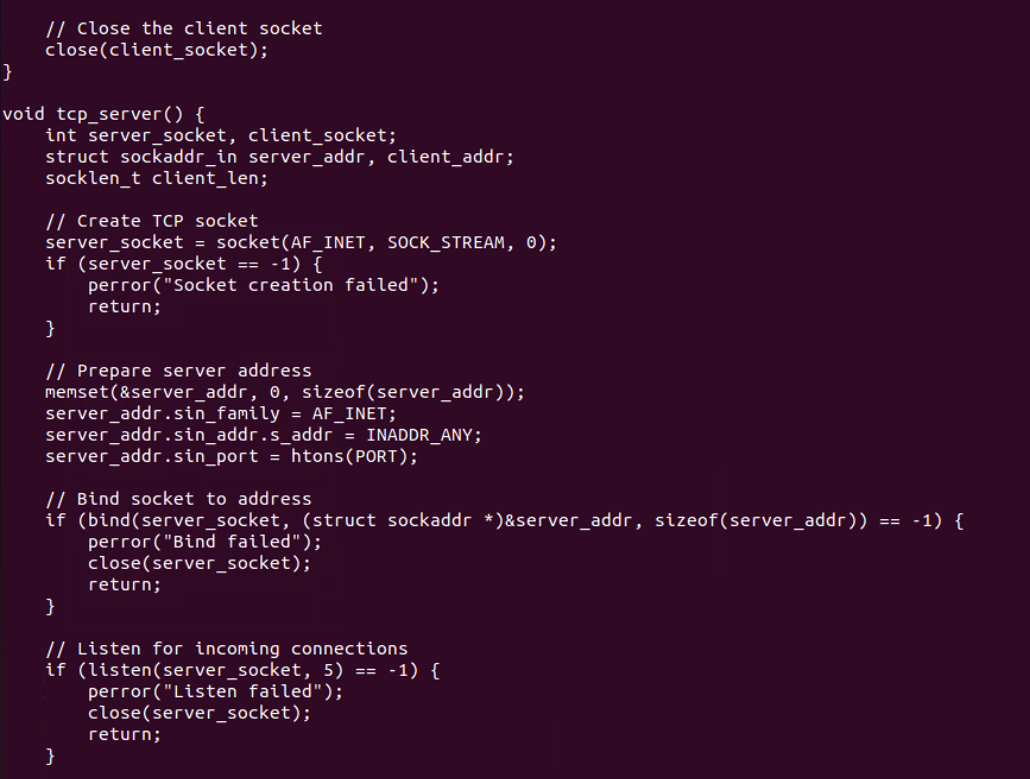 // Close the client socket
    close(client_socket);
}

void tcp_server() {
    int server_socket, client_socket;
    struct sockaddr_in server_addr, client_addr;
    socklen_t client_len;

    // Create TCP socket
    server_socket = socket(AF_INET, SOCK_STREAM, 0);
    if (server_socket == -1) {
        perror("Socket creation failed");
        return;
    }

    // Prepare server address
    memset(&server_addr, 0, sizeof(server_addr));
    server_addr.sin_family = AF_INET;
    server_addr.sin_addr.s_addr = INADDR_ANY;
    server_addr.sin_port = htons(PORT);

    // Bind socket to address
    if (bind(server_socket, (struct sockaddr *)&server_addr, sizeof(server_addr)) == -1) {
        perror("Bind failed");
        close(server_socket);
        return;
    }

    // Listen for incoming connections
    if (listen(server_socket, 5) == -1) {
        perror("Listen failed");
        close(server_socket);
        return;
    }